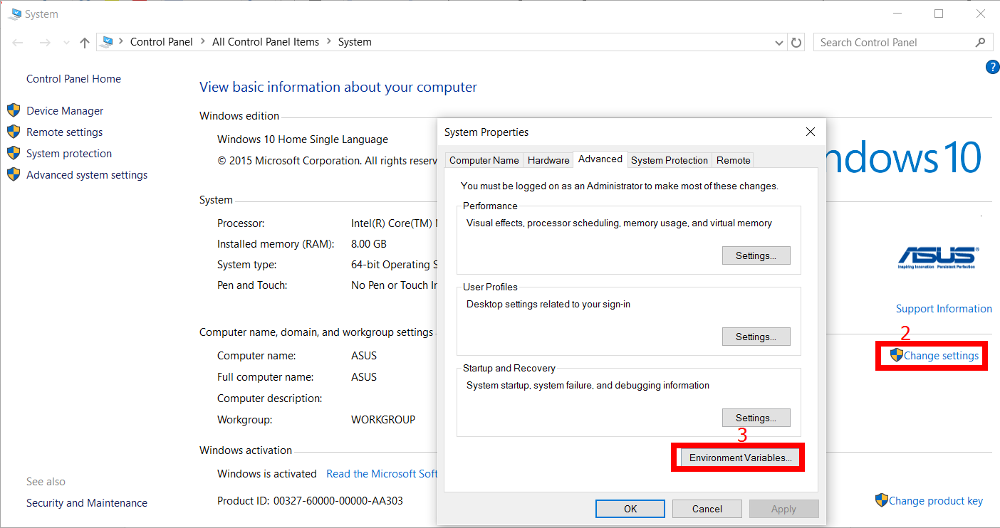 System
Control Panel > All Control Panel Items > System
Search Control Panel
?
Control Panel Home
Device Manager
Remote settings
System protection
Advanced system settings
See also
Security and Maintenance
View basic information about your computer
Windows edition
Windows 10 Home Single Language
© 2015 Microsoft Corporation. All rights reserv
ndows 10
System
Processor: Intel(R) Core(TM)
Installed memory (RAM): 8.00 GB
System type: 64-bit Operating S
Pen and Touch: No Pen or Touch In
ASUS
Inspiring Innovation Persistent Perfection
Support Information
Computer name, domain, and workgroup settings
2
Computer name: ASUS
Change settings
Full computer name: ASUS
Computer description:
Workgroup: WORKGROUP
Windows activation
Windows is activated Read the Microsoft Soft
Product ID: 00327-60000-00000-AA303
Change product key
System Properties
Computer Name Hardware Advanced System Protection Remote
You must be logged on as an Administrator to make most of these changes.
Performance
Visual effects, processor scheduling, memory usage, and virtual memory
Settings...
User Profiles
Desktop settings related to your sign-in
Settings...
Startup and Recovery
System startup, system failure, and debugging information
Settings...
3
Environment Variables...
OK Cancel Apply